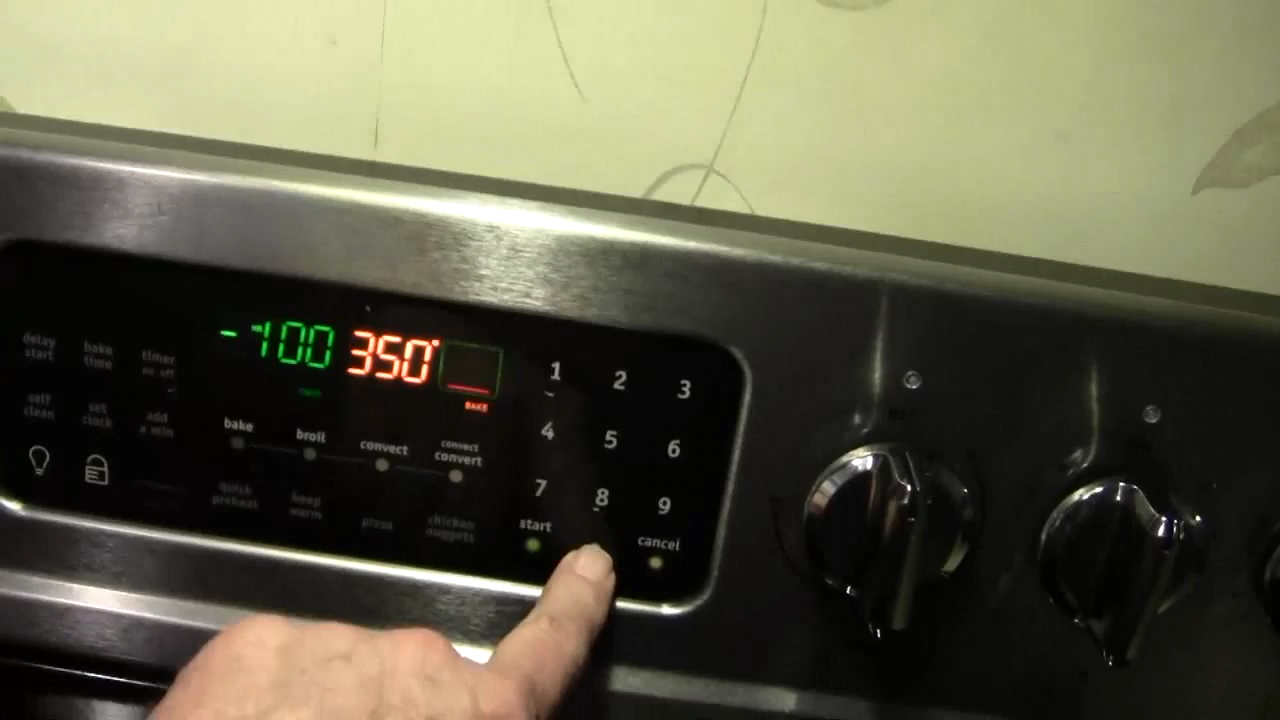 delay start
bake time
timer on off
-100 350°
BAKE
self clean
set clock
add a min
bake
broil
convect
convect convert
quick preheat
keep warm
pizza
chicken nuggets
1 2 3
4 5 6
7 8 9
start
cancel